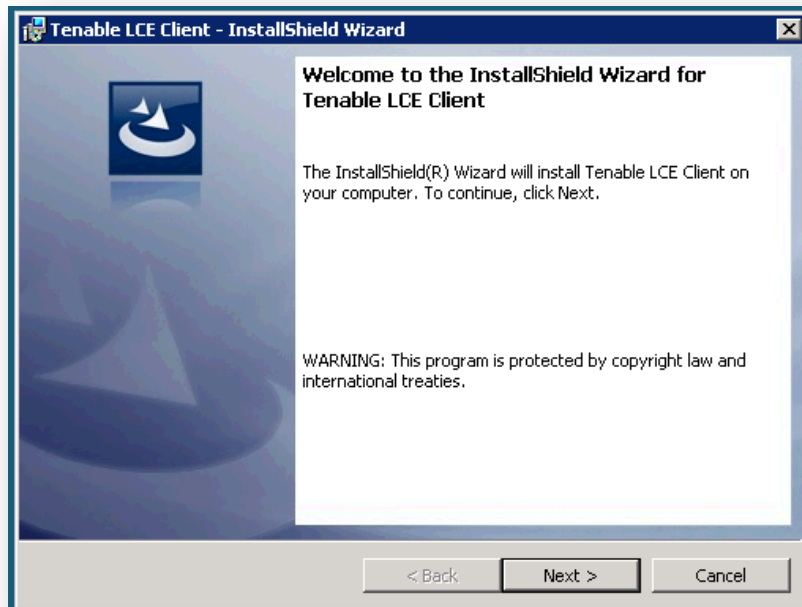 Tenable LCE Client - InstallShield Wizard
Welcome to the InstallShield Wizard for
Tenable LCE Client
The InstallShield(R) Wizard will install Tenable LCE Client on
your computer. To continue, click Next.
WARNING: This program is protected by copyright law and
international treaties.
< Back
Next >
Cancel